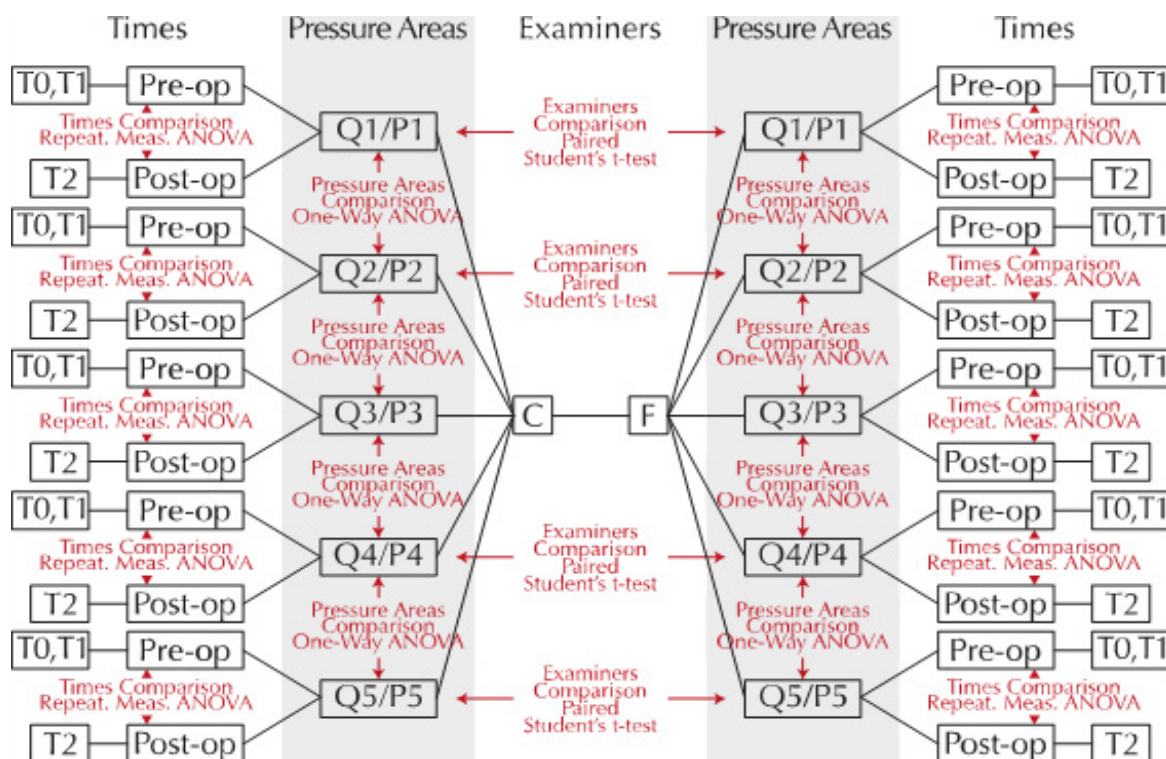 Times Pressure Areas Examiners Pressure Areas Times
T0,T1 Pre-op Pre-op T0,T1
Times Comparison
Repeat. Meas. ANOVA
Q1/P1
Examiners
Comparison
Paired
Student's t-test
Q1/P1
Times Comparison
Repeat. Meas. ANOVA
T2 Post-op Post-op T2
Pressure Areas
Comparison
One-Way ANOVA
Pressure Areas
Comparison
One-Way ANOVA
T0,T1 Pre-op Pre-op T0,T1
Times Comparison
Repeat. Meas. ANOVA
Q2/P2
Examiners
Comparison
Paired
Student's t-test
Q2/P2
Times Comparison
Repeat. Meas. ANOVA
T2 Post-op Post-op T2
Pressure Areas
Comparison
One-Way ANOVA
Pressure Areas
Comparison
One-Way ANOVA
T0,T1 Pre-op Pre-op T0,T1
Times Comparison
Repeat. Meas. ANOVA
Q3/P3 C F Q3/P3
Times Comparison
Repeat. Meas. ANOVA
T2 Post-op Post-op T2
Pressure Areas
Comparison
One-Way ANOVA
Pressure Areas
Comparison
One-Way ANOVA
T0,T1 Pre-op Pre-op T0,T1
Times Comparison
Repeat. Meas. ANOVA
Q4/P4
Examiners
Comparison
Paired
Student's t-test
Q4/P4
Times Comparison
Repeat. Meas. ANOVA
T2 Post-op Post-op T2
Pressure Areas
Comparison
One-Way ANOVA
Pressure Areas
Comparison
One-Way ANOVA
T0,T1 Pre-op Pre-op T0,T1
Times Comparison
Repeat. Meas. ANOVA
Q5/P5
Examiners
Comparison
Paired
Student's t-test
Q5/P5
Times Comparison
Repeat. Meas. ANOVA
T2 Post-op Post-op T2